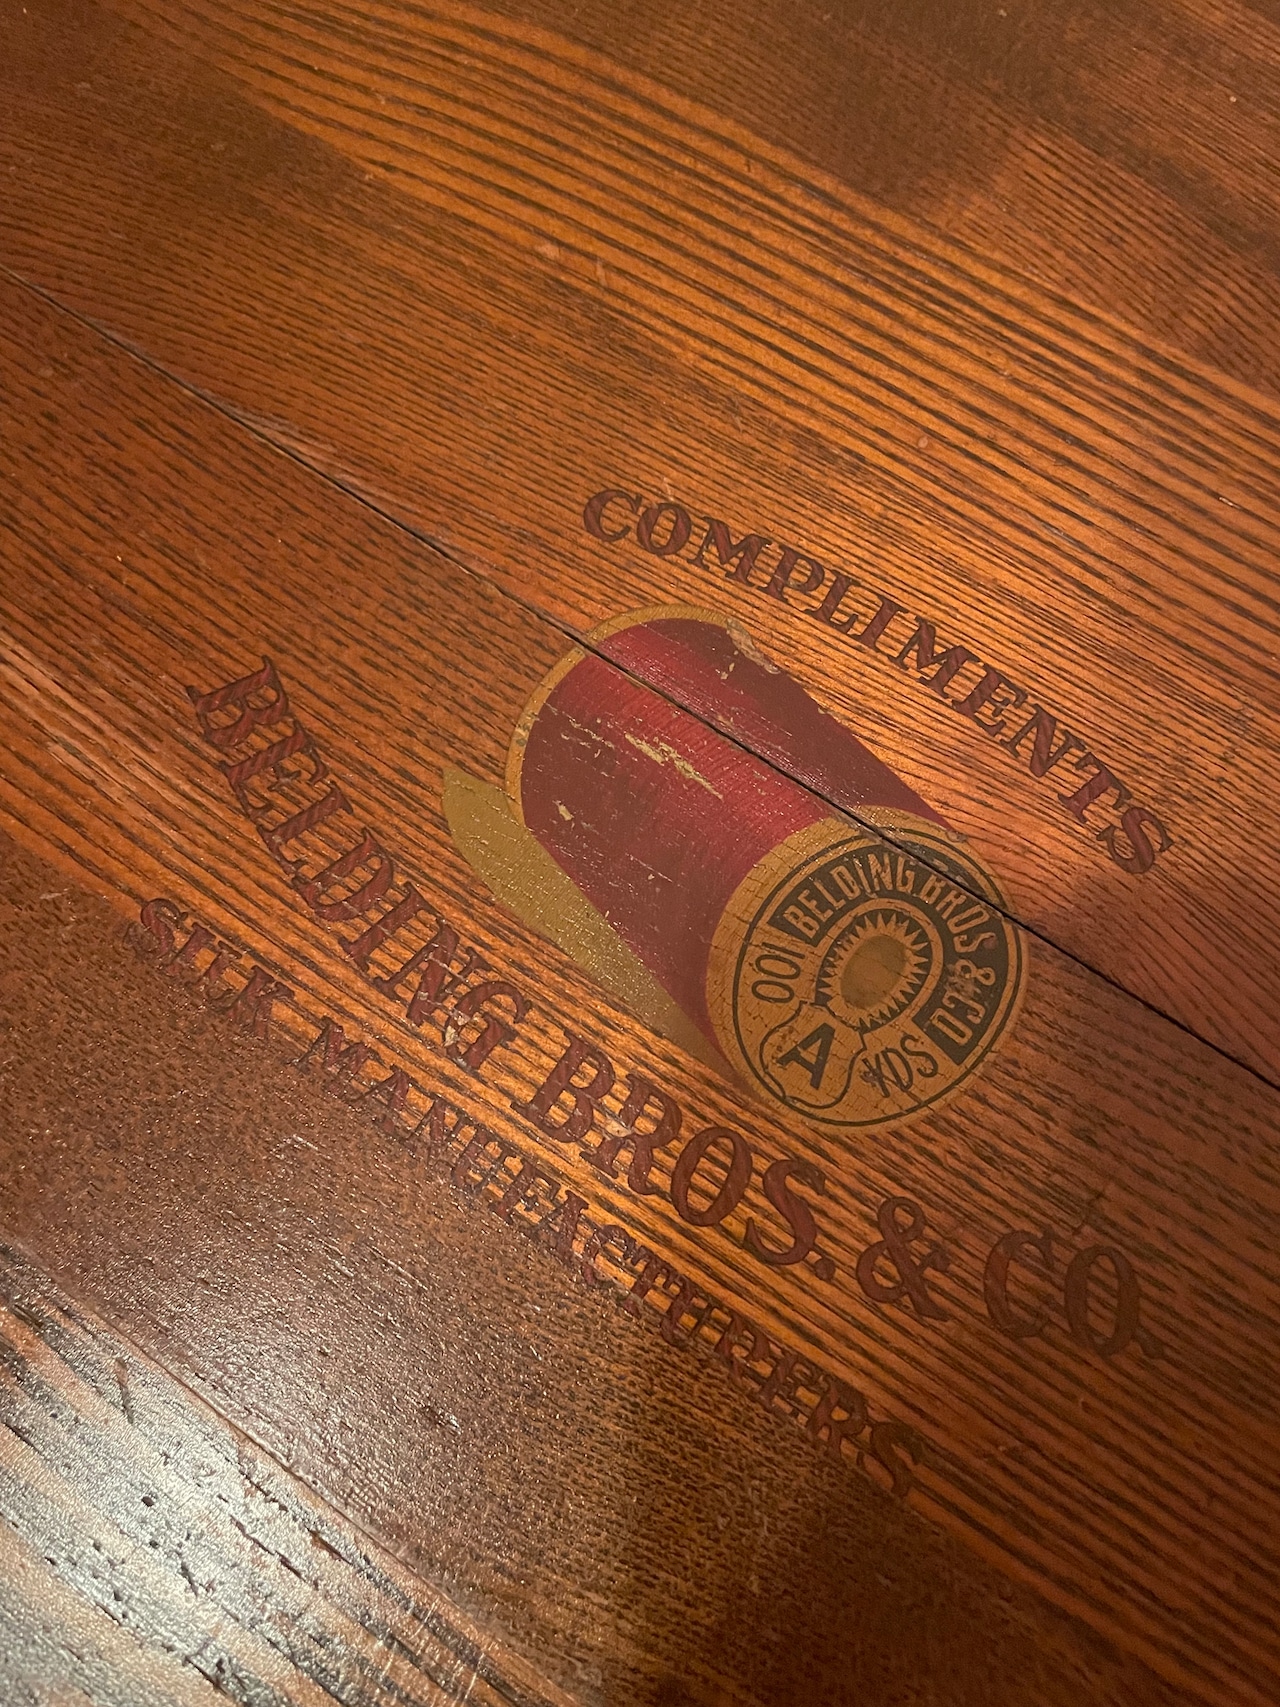 COMPLIMENTS
BELDING BROS & CO
100
A
YDS
BELDING BROS. & CO.
SILK MANUFACTURERS